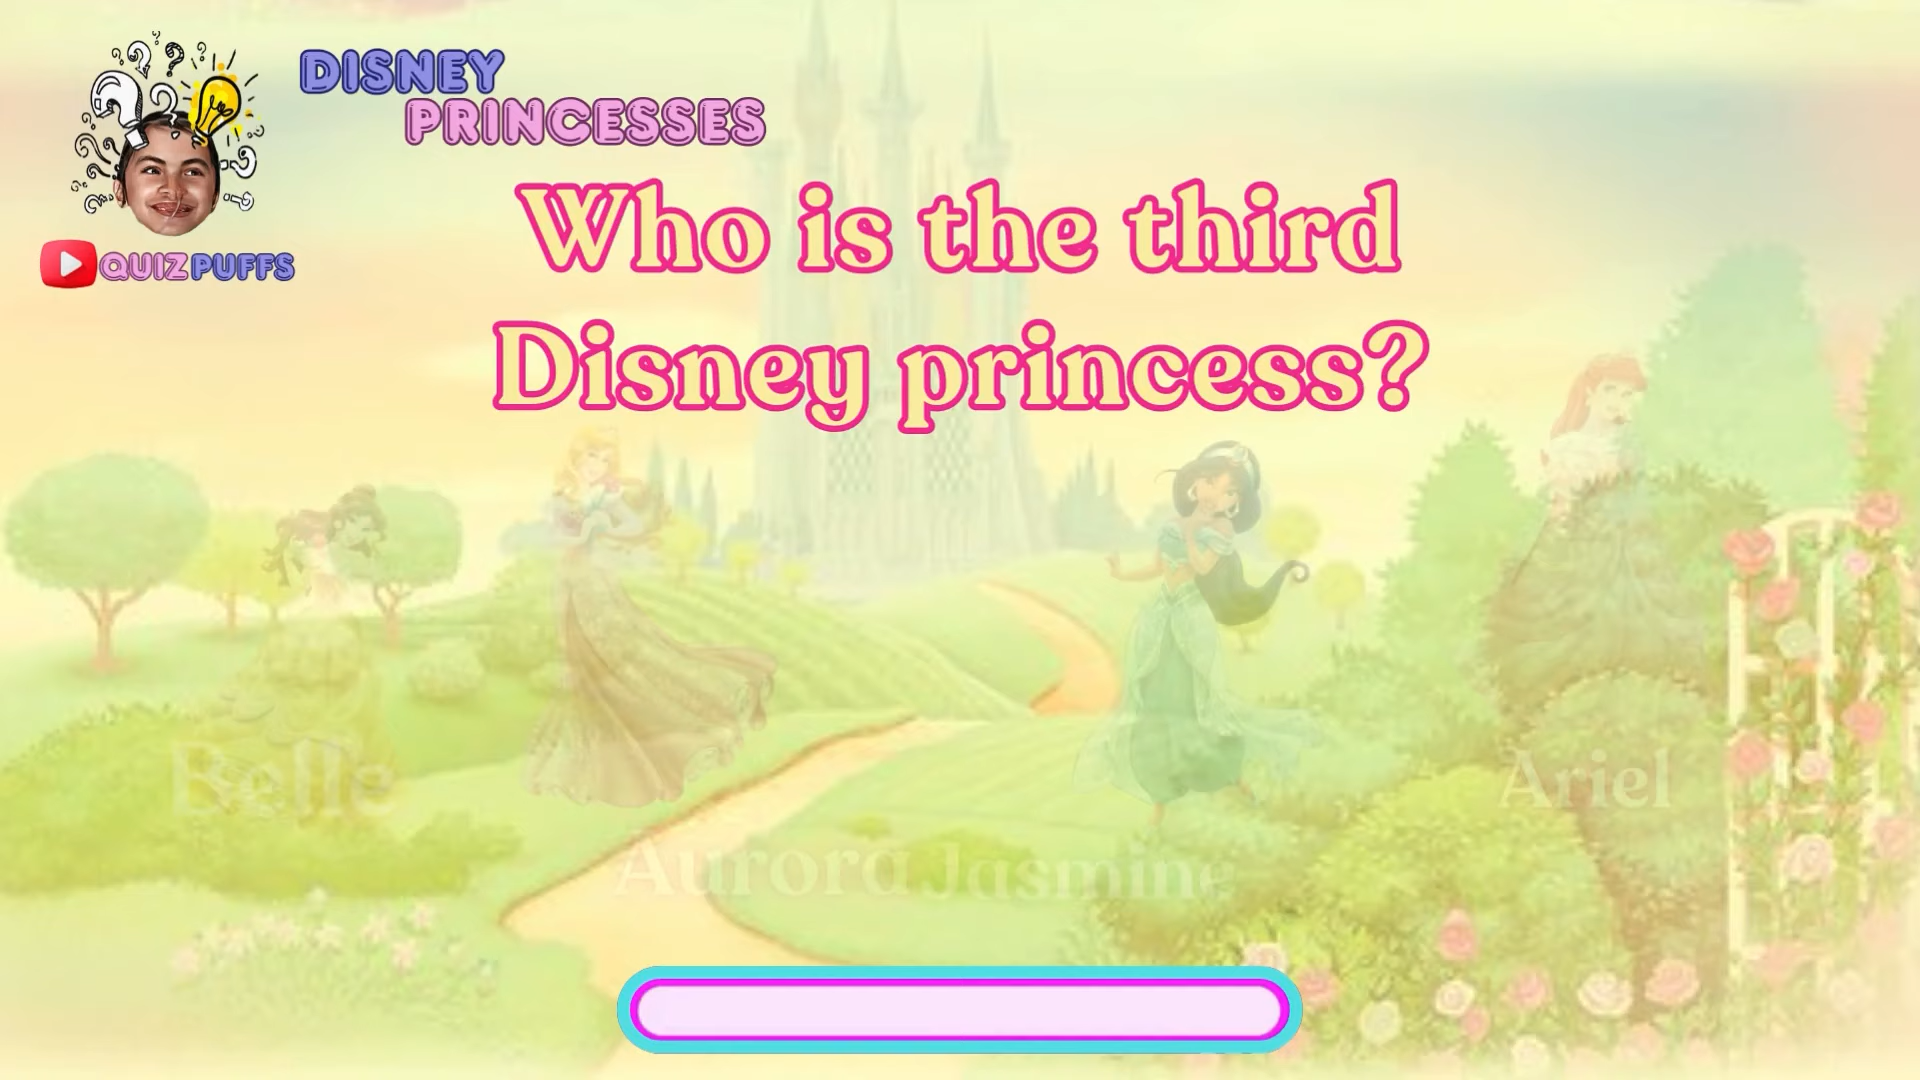 DISNEY
PRINCESSES
QUIZPUFFS
Who is the third
Disney princess?
Belle
Ariel
Aurora
Jasmine